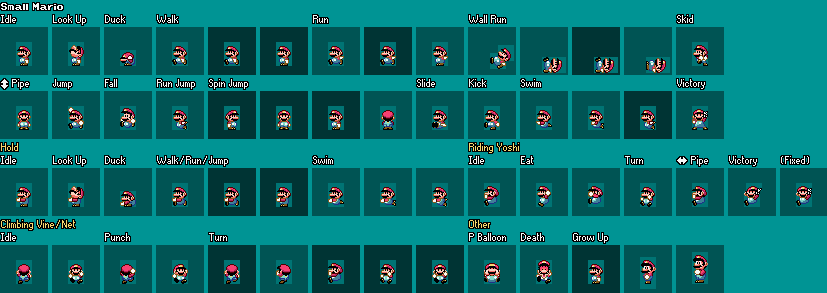 Small Mario
Idle Look Up Duck Walk Run Wall Run Skid
Pipe Jump Fall Run Jump Spin Jump Slide Kick Swim Victory
Hold Riding Yoshi
Idle Look Up Duck Walk/Run/Jump Swim Idle Eat Turn Pipe Victory (Fixed)
Climbing Vine/Net Other
Idle Punch Turn P Balloon Death Grow Up